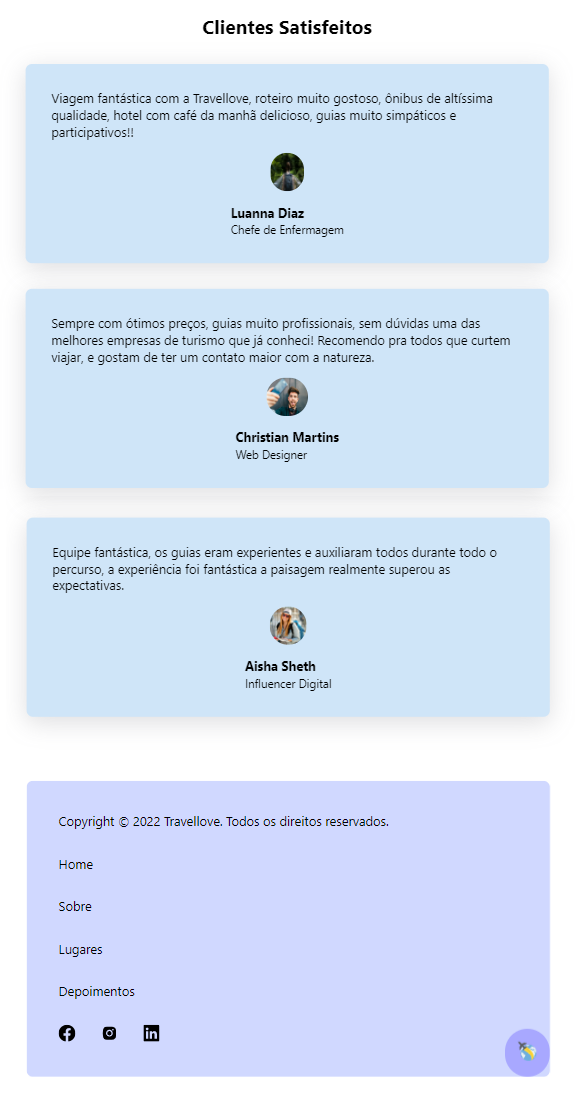 Clientes Satisfeitos
Viagem fantástica com a Travellove, roteiro muito gostoso, ônibus de altíssima
qualidade, hotel com café da manhã delicioso, guias muito simpáticos e
participativos!!
Luanna Diaz
Chefe de Enfermagem
Sempre com ótimos preços, guias muito profissionais, sem dúvidas uma das
melhores empresas de turismo que já conheci! Recomendo pra todos que curtem
viajar, e gostam de ter um contato maior com a natureza.
Christian Martins
Web Designer
Equipe fantástica, os guias eram experientes e auxiliaram todos durante todo o
percurso, a experiência foi fantástica a paisagem realmente superou as
expectativas.
Aisha Sheth
Influencer Digital
Copyright © 2022 Travellove. Todos os direitos reservados.
Home
Sobre
Lugares
Depoimentos